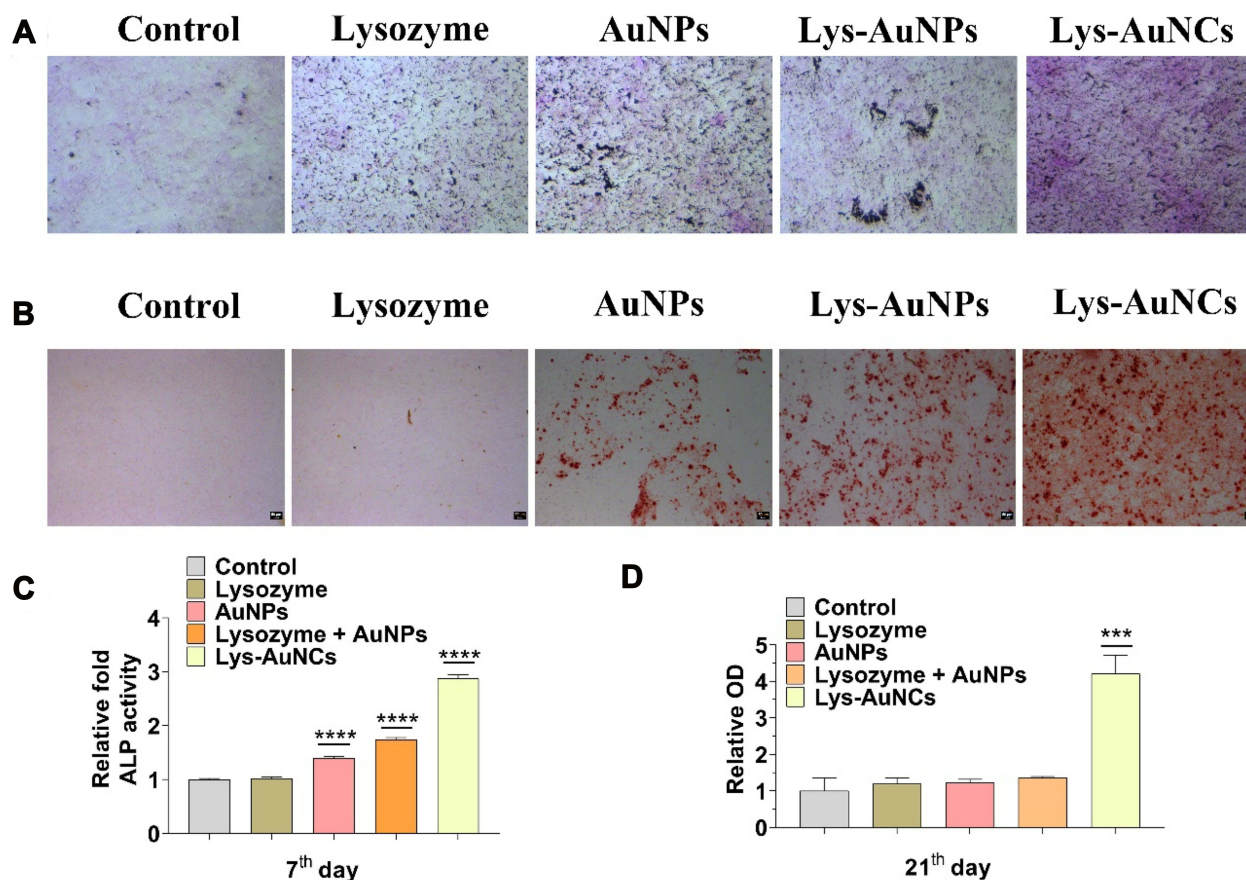 A
Control Lysozyme AuNPs Lys-AuNPs Lys-AuNCs
B
Control Lysozyme AuNPs Lys-AuNPs Lys-AuNCs
C
Control
Lysozyme
AuNPs
Lysozyme + AuNPs
Lys-AuNCs
Relative fold
ALP activity
4
3
2
1
0
****
****
****
7th day
D
Control
Lysozyme
AuNPs
Lysozyme + AuNPs
Lys-AuNCs
Relative OD
5
4
3
2
1
0
***
21th day